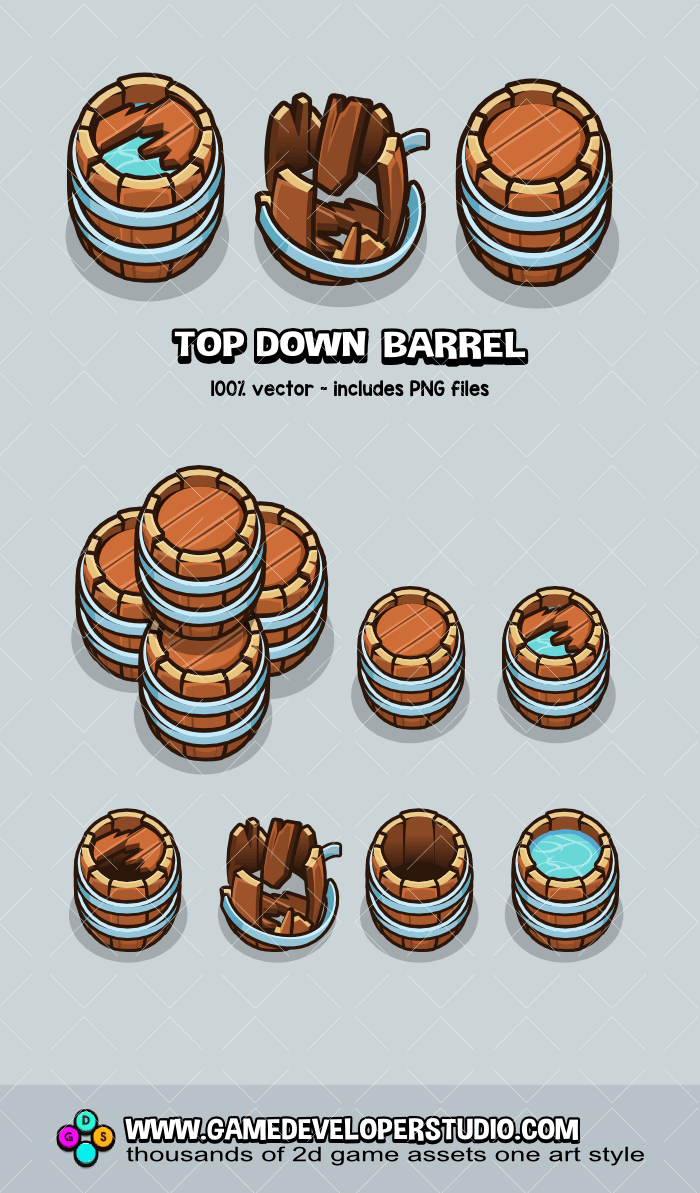 TOP DOWN BARREL
100% vector - includes PNG files
D
G S
WWW.GAMEDEVELOPERSTUDIO.COM
thousands of 2d game assets one art style